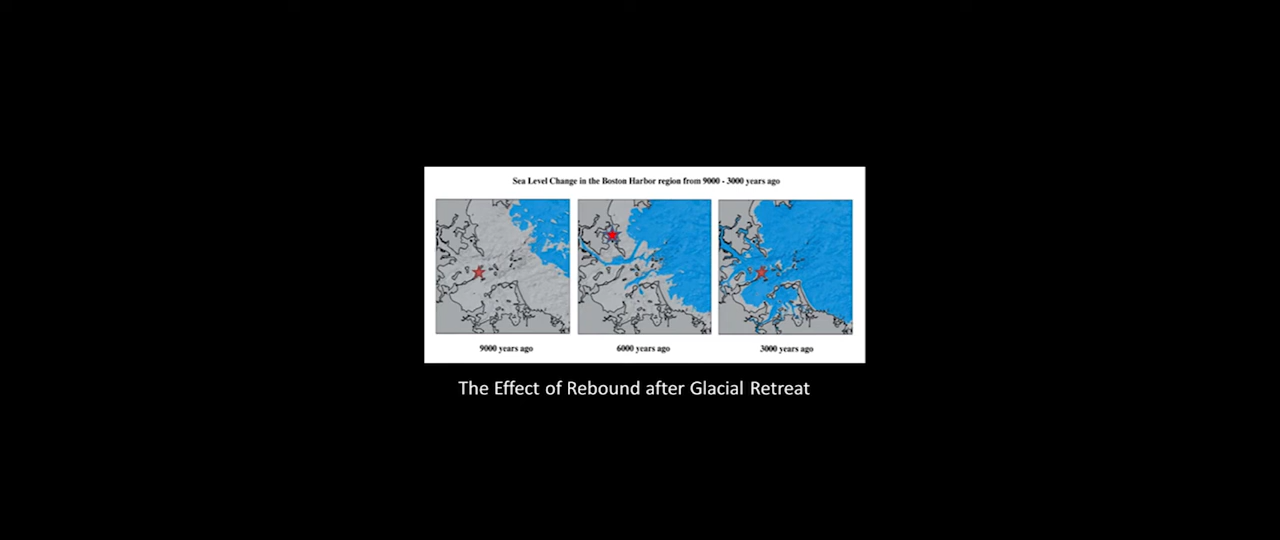 Sea Level Change in the Boston Harbor region from 9000 - 3000 years ago
9000 years ago
6000 years ago
3000 years ago
The Effect of Rebound after Glacial Retreat